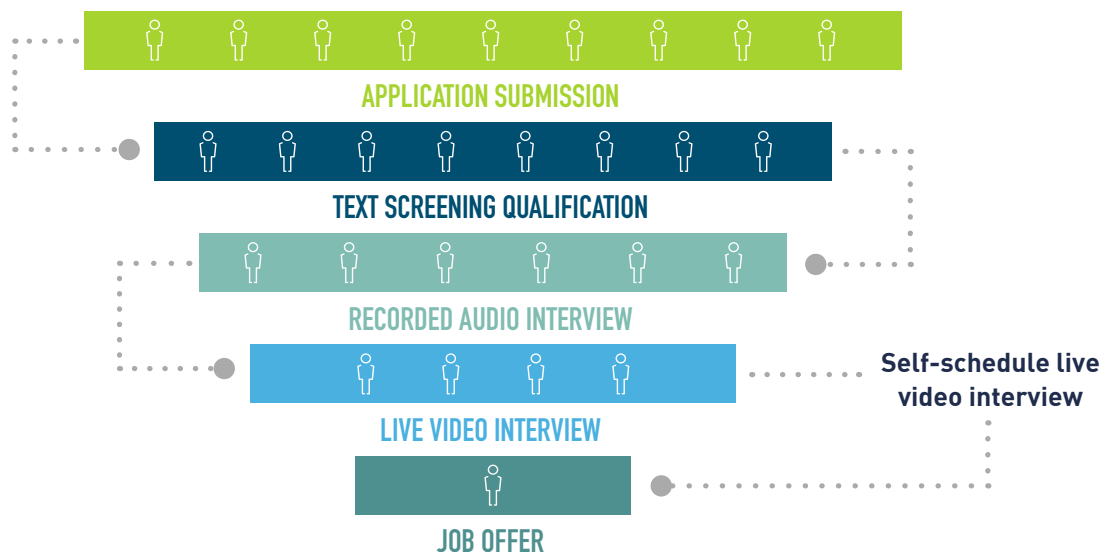 APPLICATION SUBMISSION
TEXT SCREENING QUALIFICATION
RECORDED AUDIO INTERVIEW
Self-schedule live
video interview
LIVE VIDEO INTERVIEW
JOB OFFER